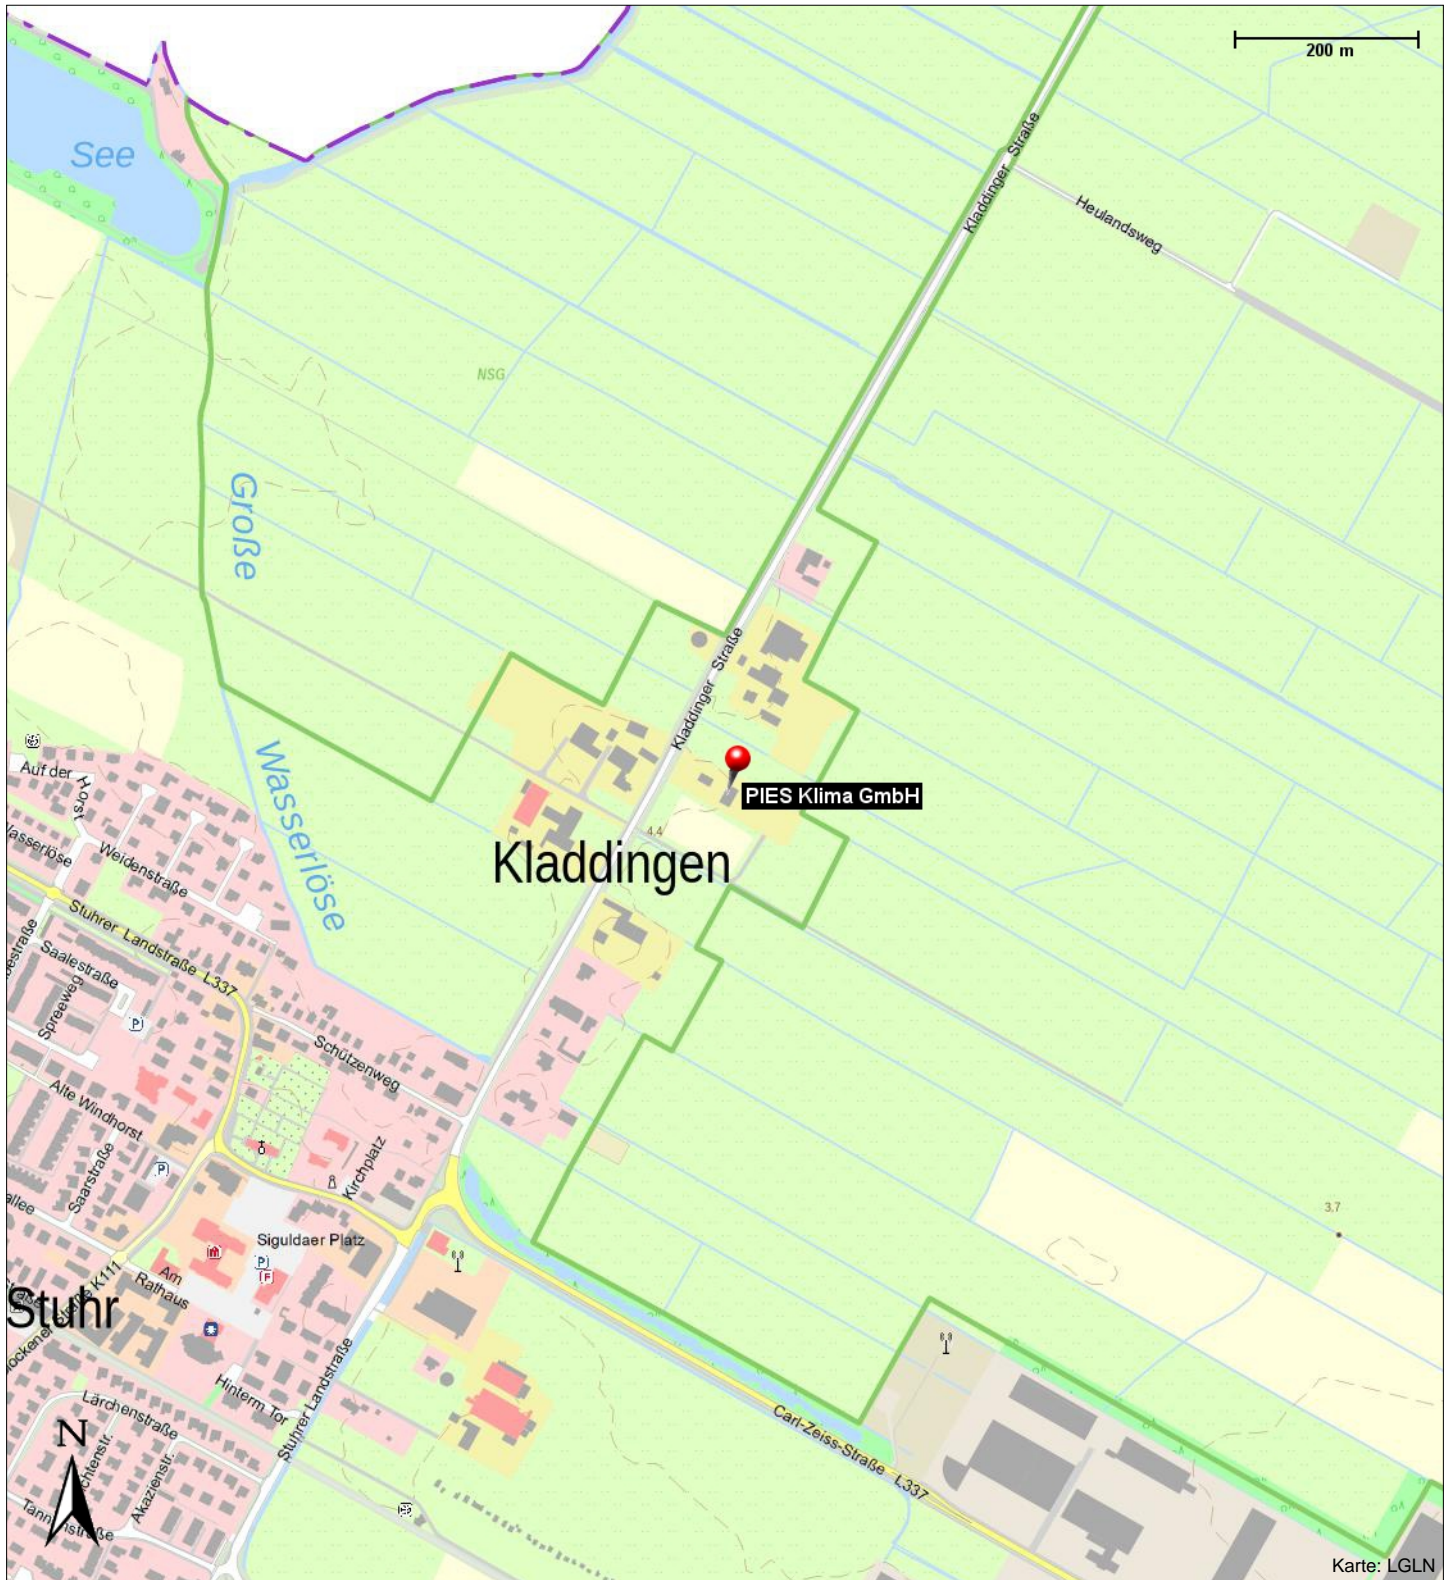 200 m
See
Kladdinger Straße
Heulandsweg
NSG
Große
Kladdinger Straße
Wasserlöse
PIES Klima GmbH
4,4
Kladdingen
Auf der Horst
Wasserlöse
Weidenstraße
Stuhrer Landstraße L337
Saalestraße
Spreeweg
P
Schützenweg
Alte Windhorst
Saarstraße
P
allee
Kirchplatz
Siguldaer Platz
P
F
Am Rathaus
K111
Stuhr
3,7
Stuhrer Landstraße
Hinterm Tor
Lärchenstraße
Carl-Zeiss-Straße L337
N
Akazienstr.
Karte: LGLN